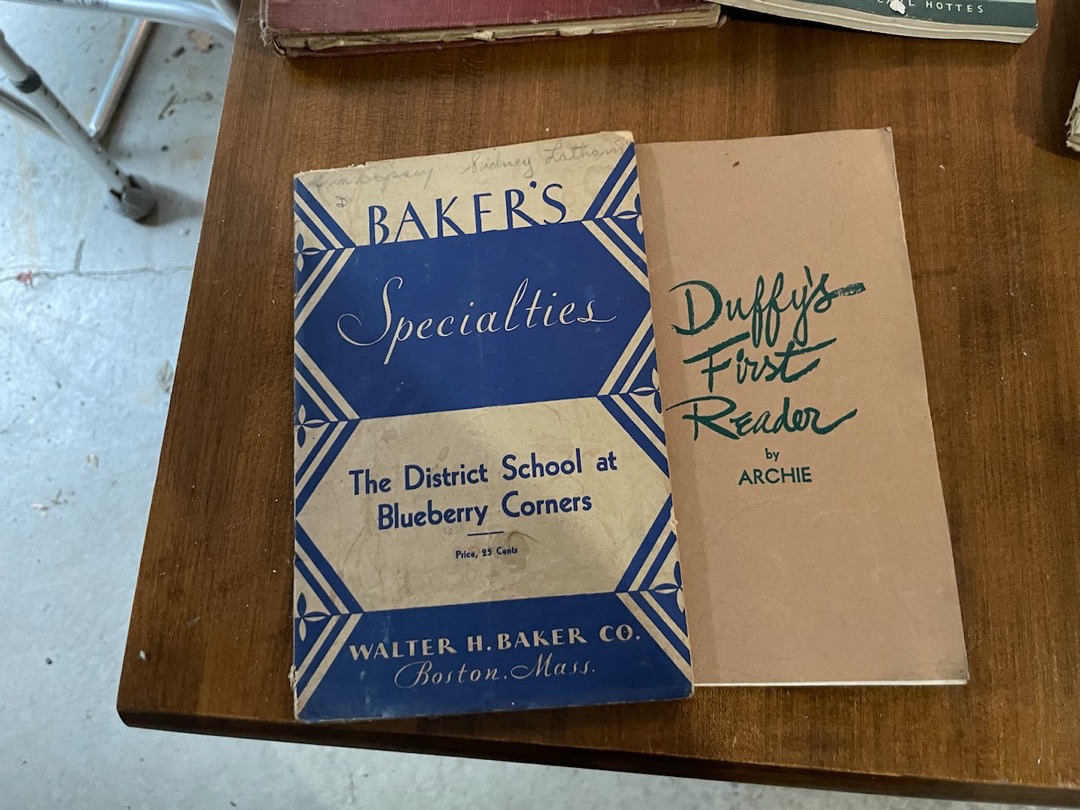 HOTTES
Sidney Latham
BAKER'S
Specialties
The District School at
Blueberry Corners
Price, 25 Cents
WALTER H. BAKER CO.
Boston, Mass.
Duffy's
First
Reader
by
ARCHIE